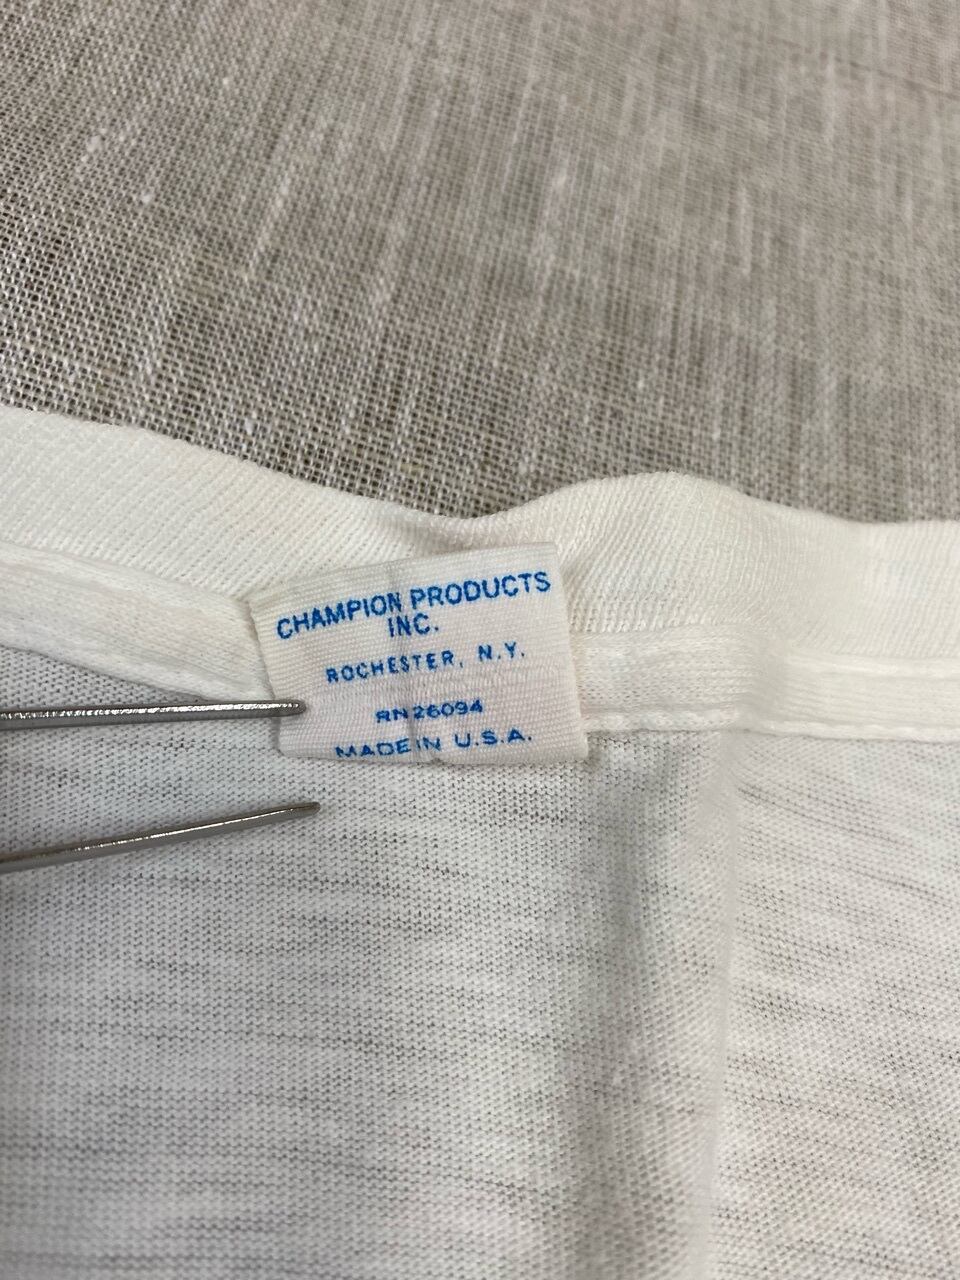 CHAMPION PRODUCTS
INC.
ROCHESTER, N.Y.
RN26094
MADE IN U.S.A.